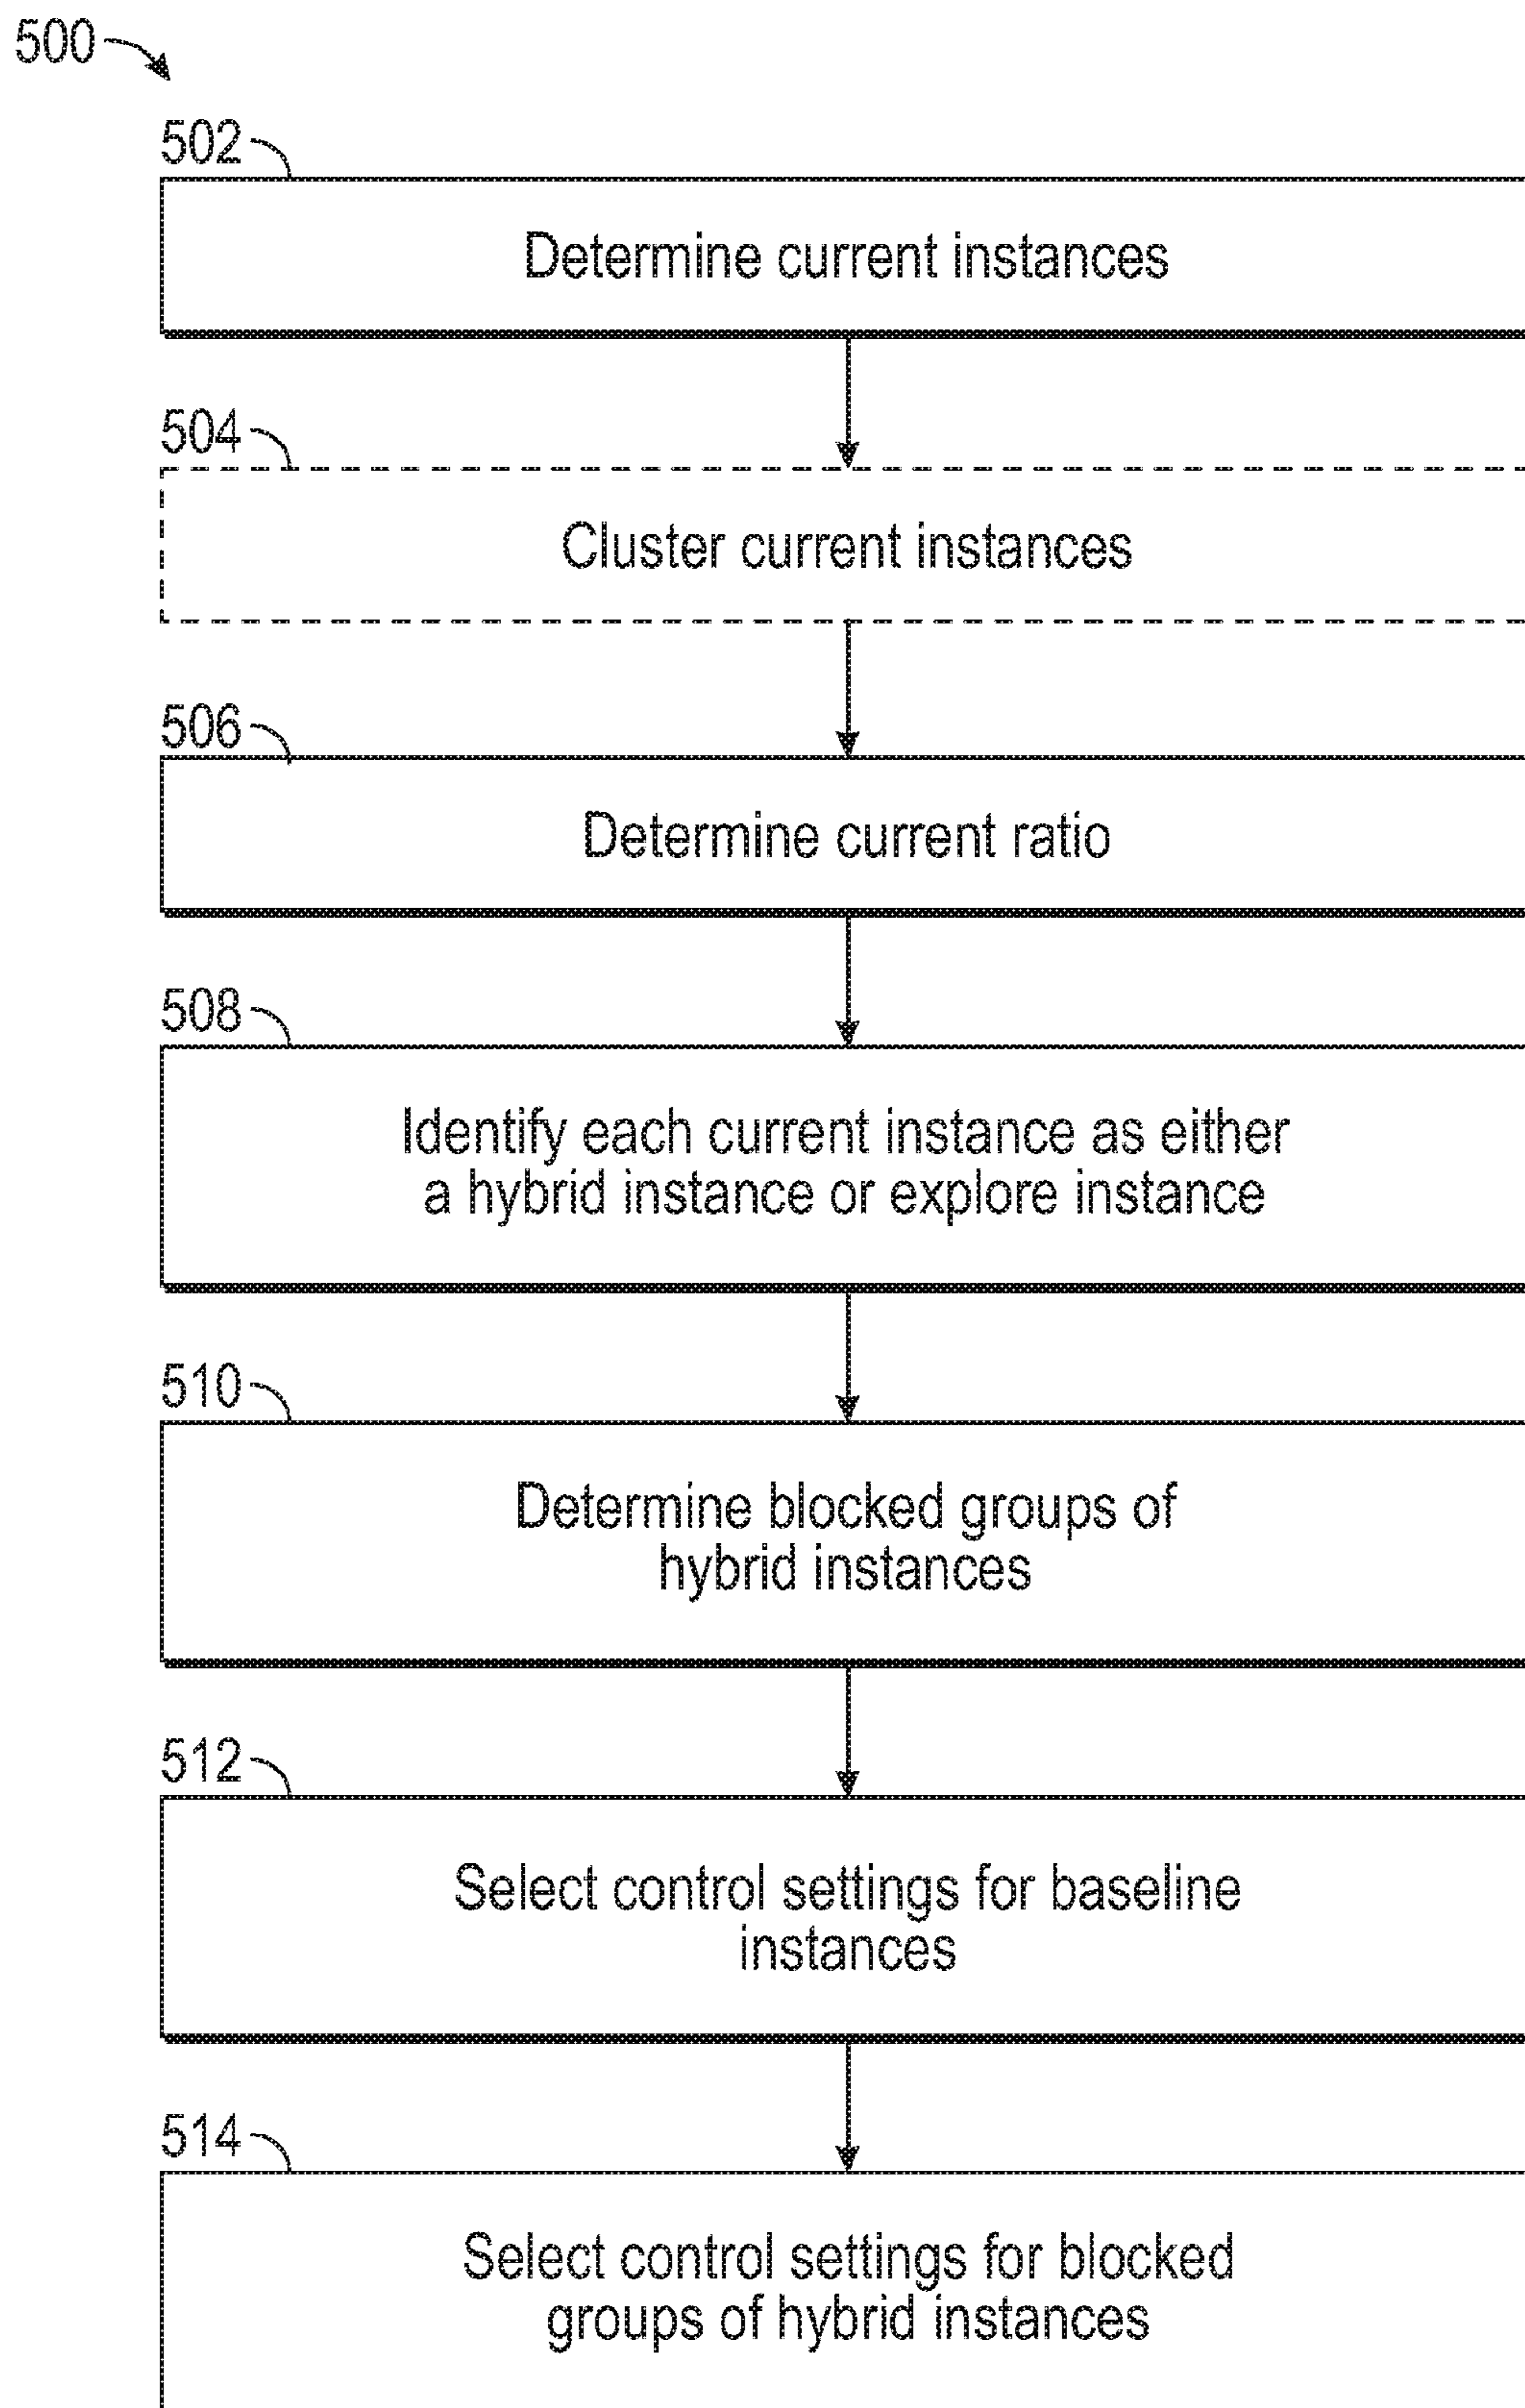 500
502
Determine current instances
504
Cluster current instances
506
Determine current ratio
508
Identify each current instance as either
a hybrid instance or explore instance
510
Determine blocked groups of
hybrid instances
512
Select control settings for baseline
instances
514
Select control settings for blocked
groups of hybrid instances